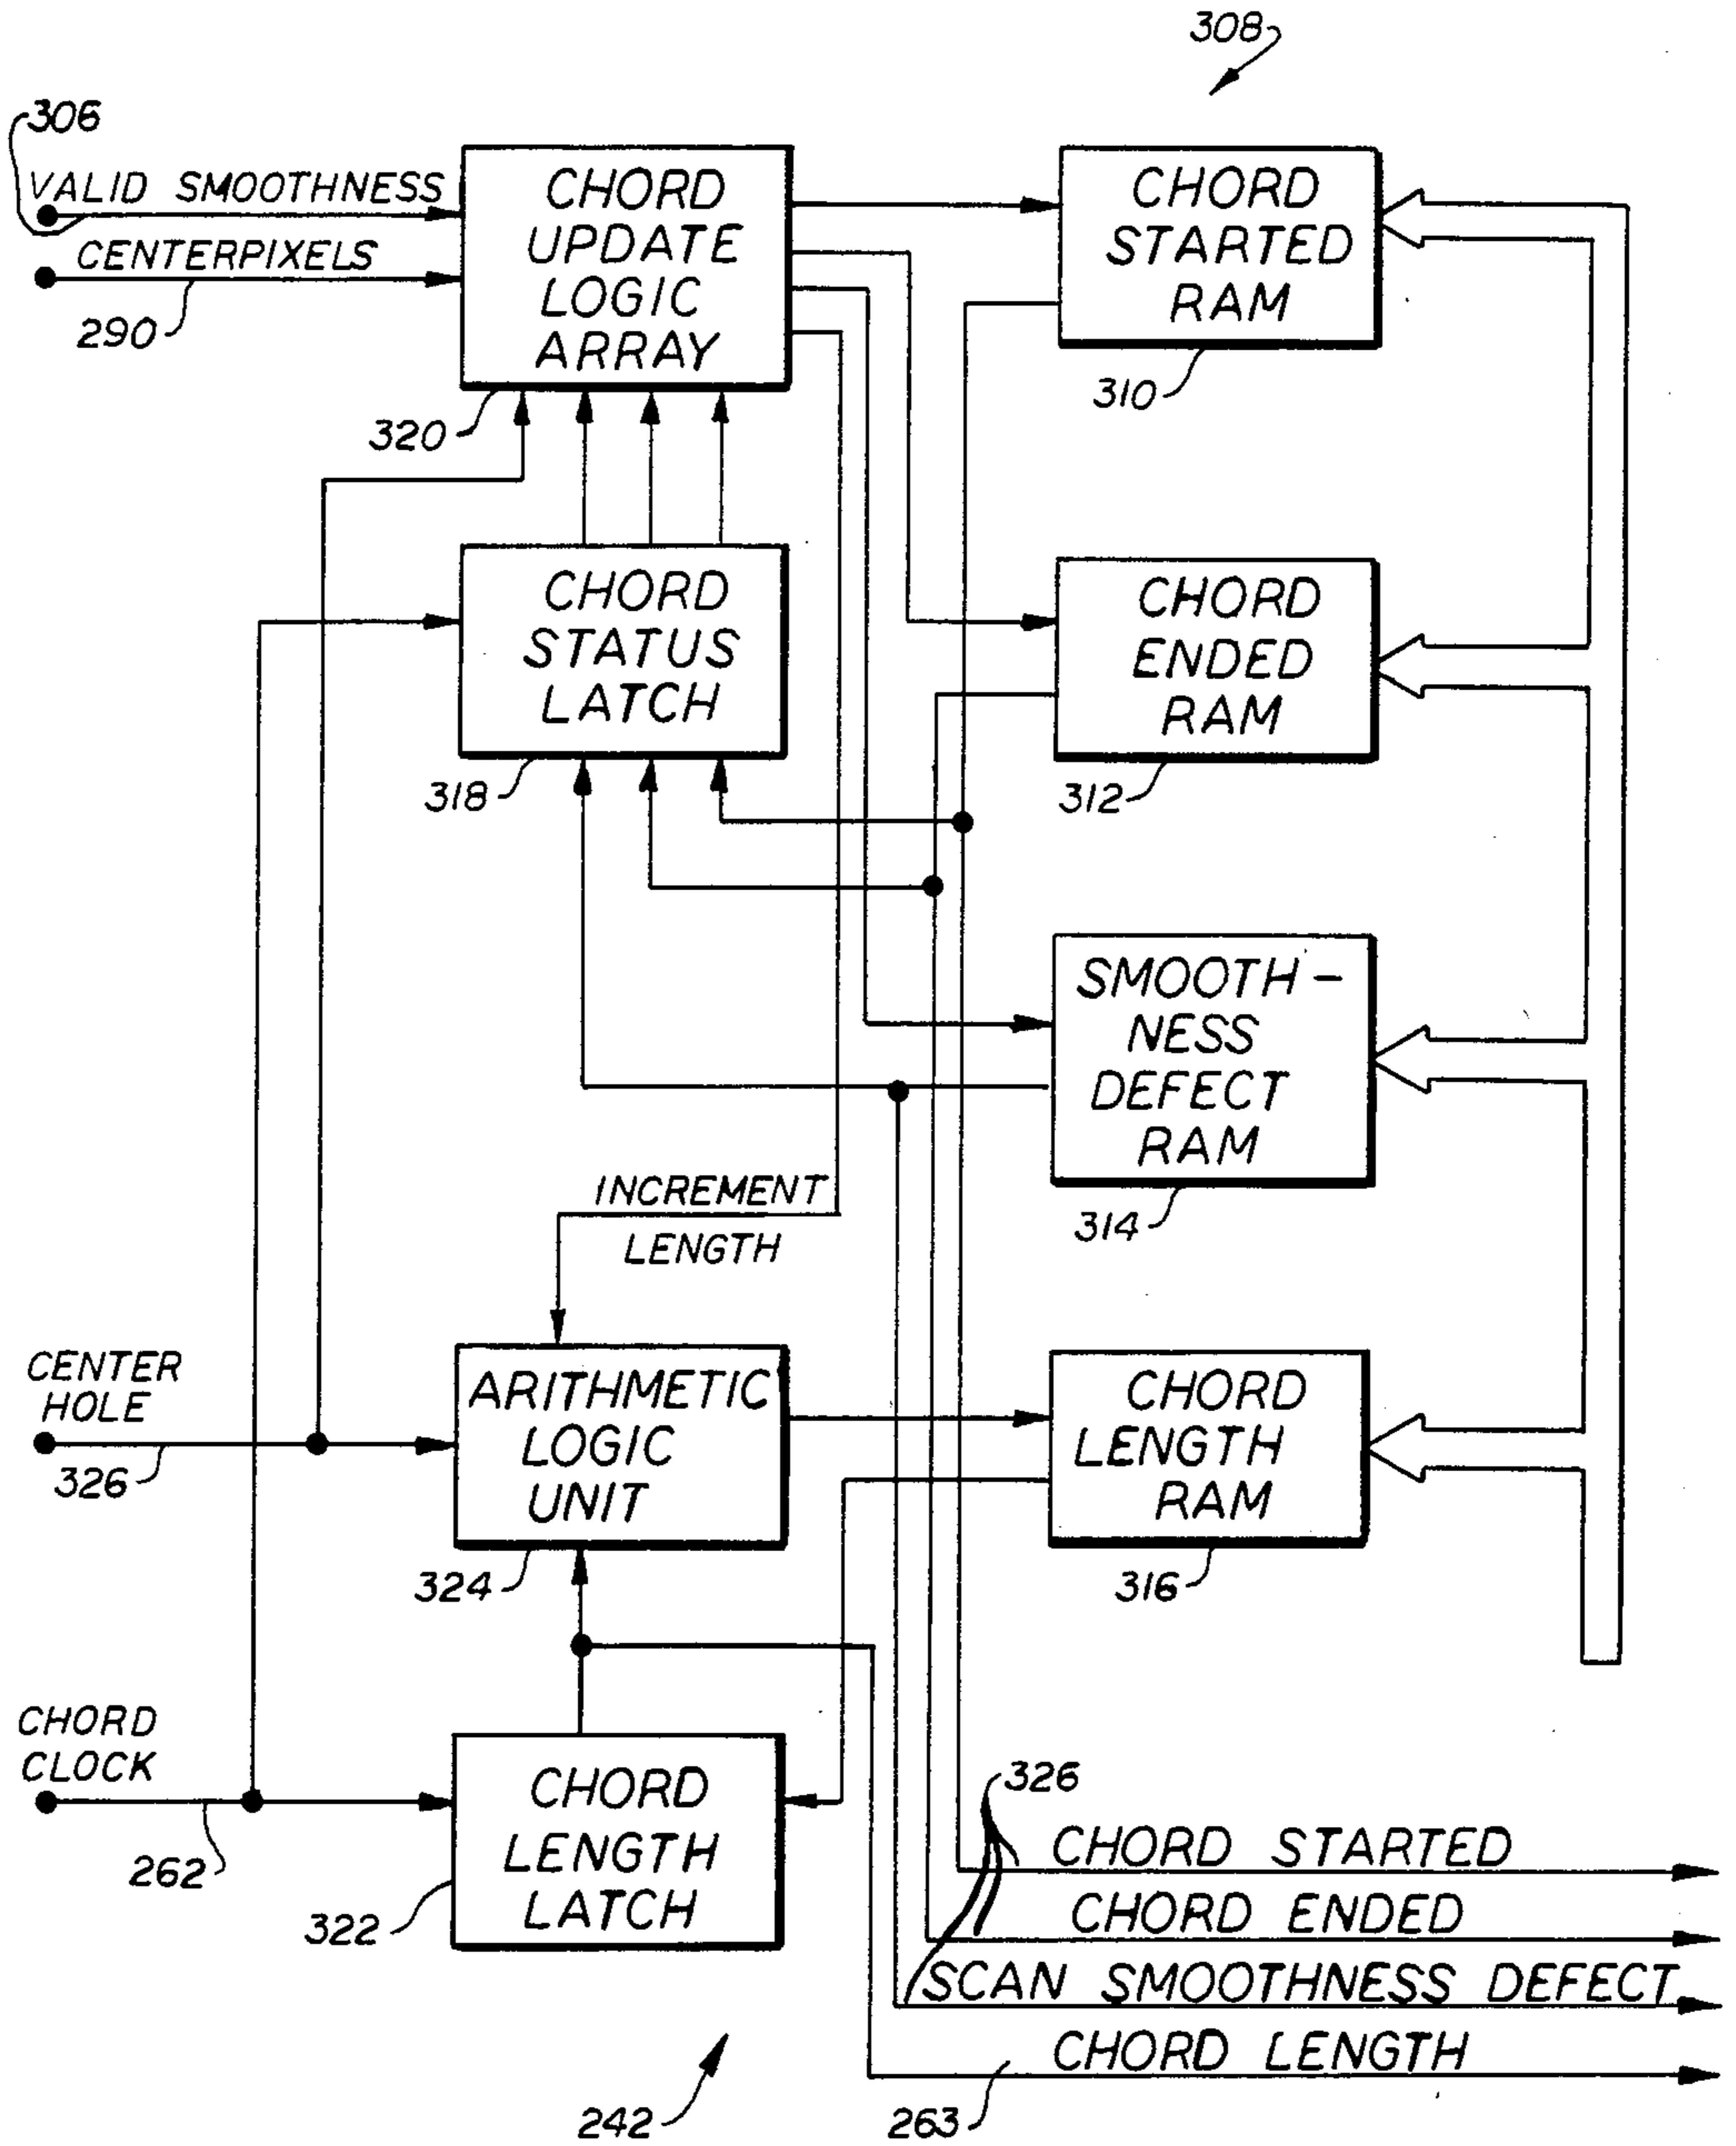 308
306
VALID SMOOTHNESS
CENTERPIXELS
290
CHORD
UPDATE
LOGIC
ARRAY
320
CHORD
STARTED
RAM
310
CHORD
STATUS
LATCH
318
CHORD
ENDED
RAM
312
SMOOTH-
NESS
DEFECT
RAM
314
INCREMENT
LENGTH
CENTER
HOLE
326
ARITHMETIC
LOGIC
UNIT
324
CHORD
LENGTH
RAM
316
CHORD
CLOCK
262
CHORD
LENGTH
LATCH
322
326
CHORD STARTED
CHORD ENDED
SCAN SMOOTHNESS DEFECT
CHORD LENGTH
263
242